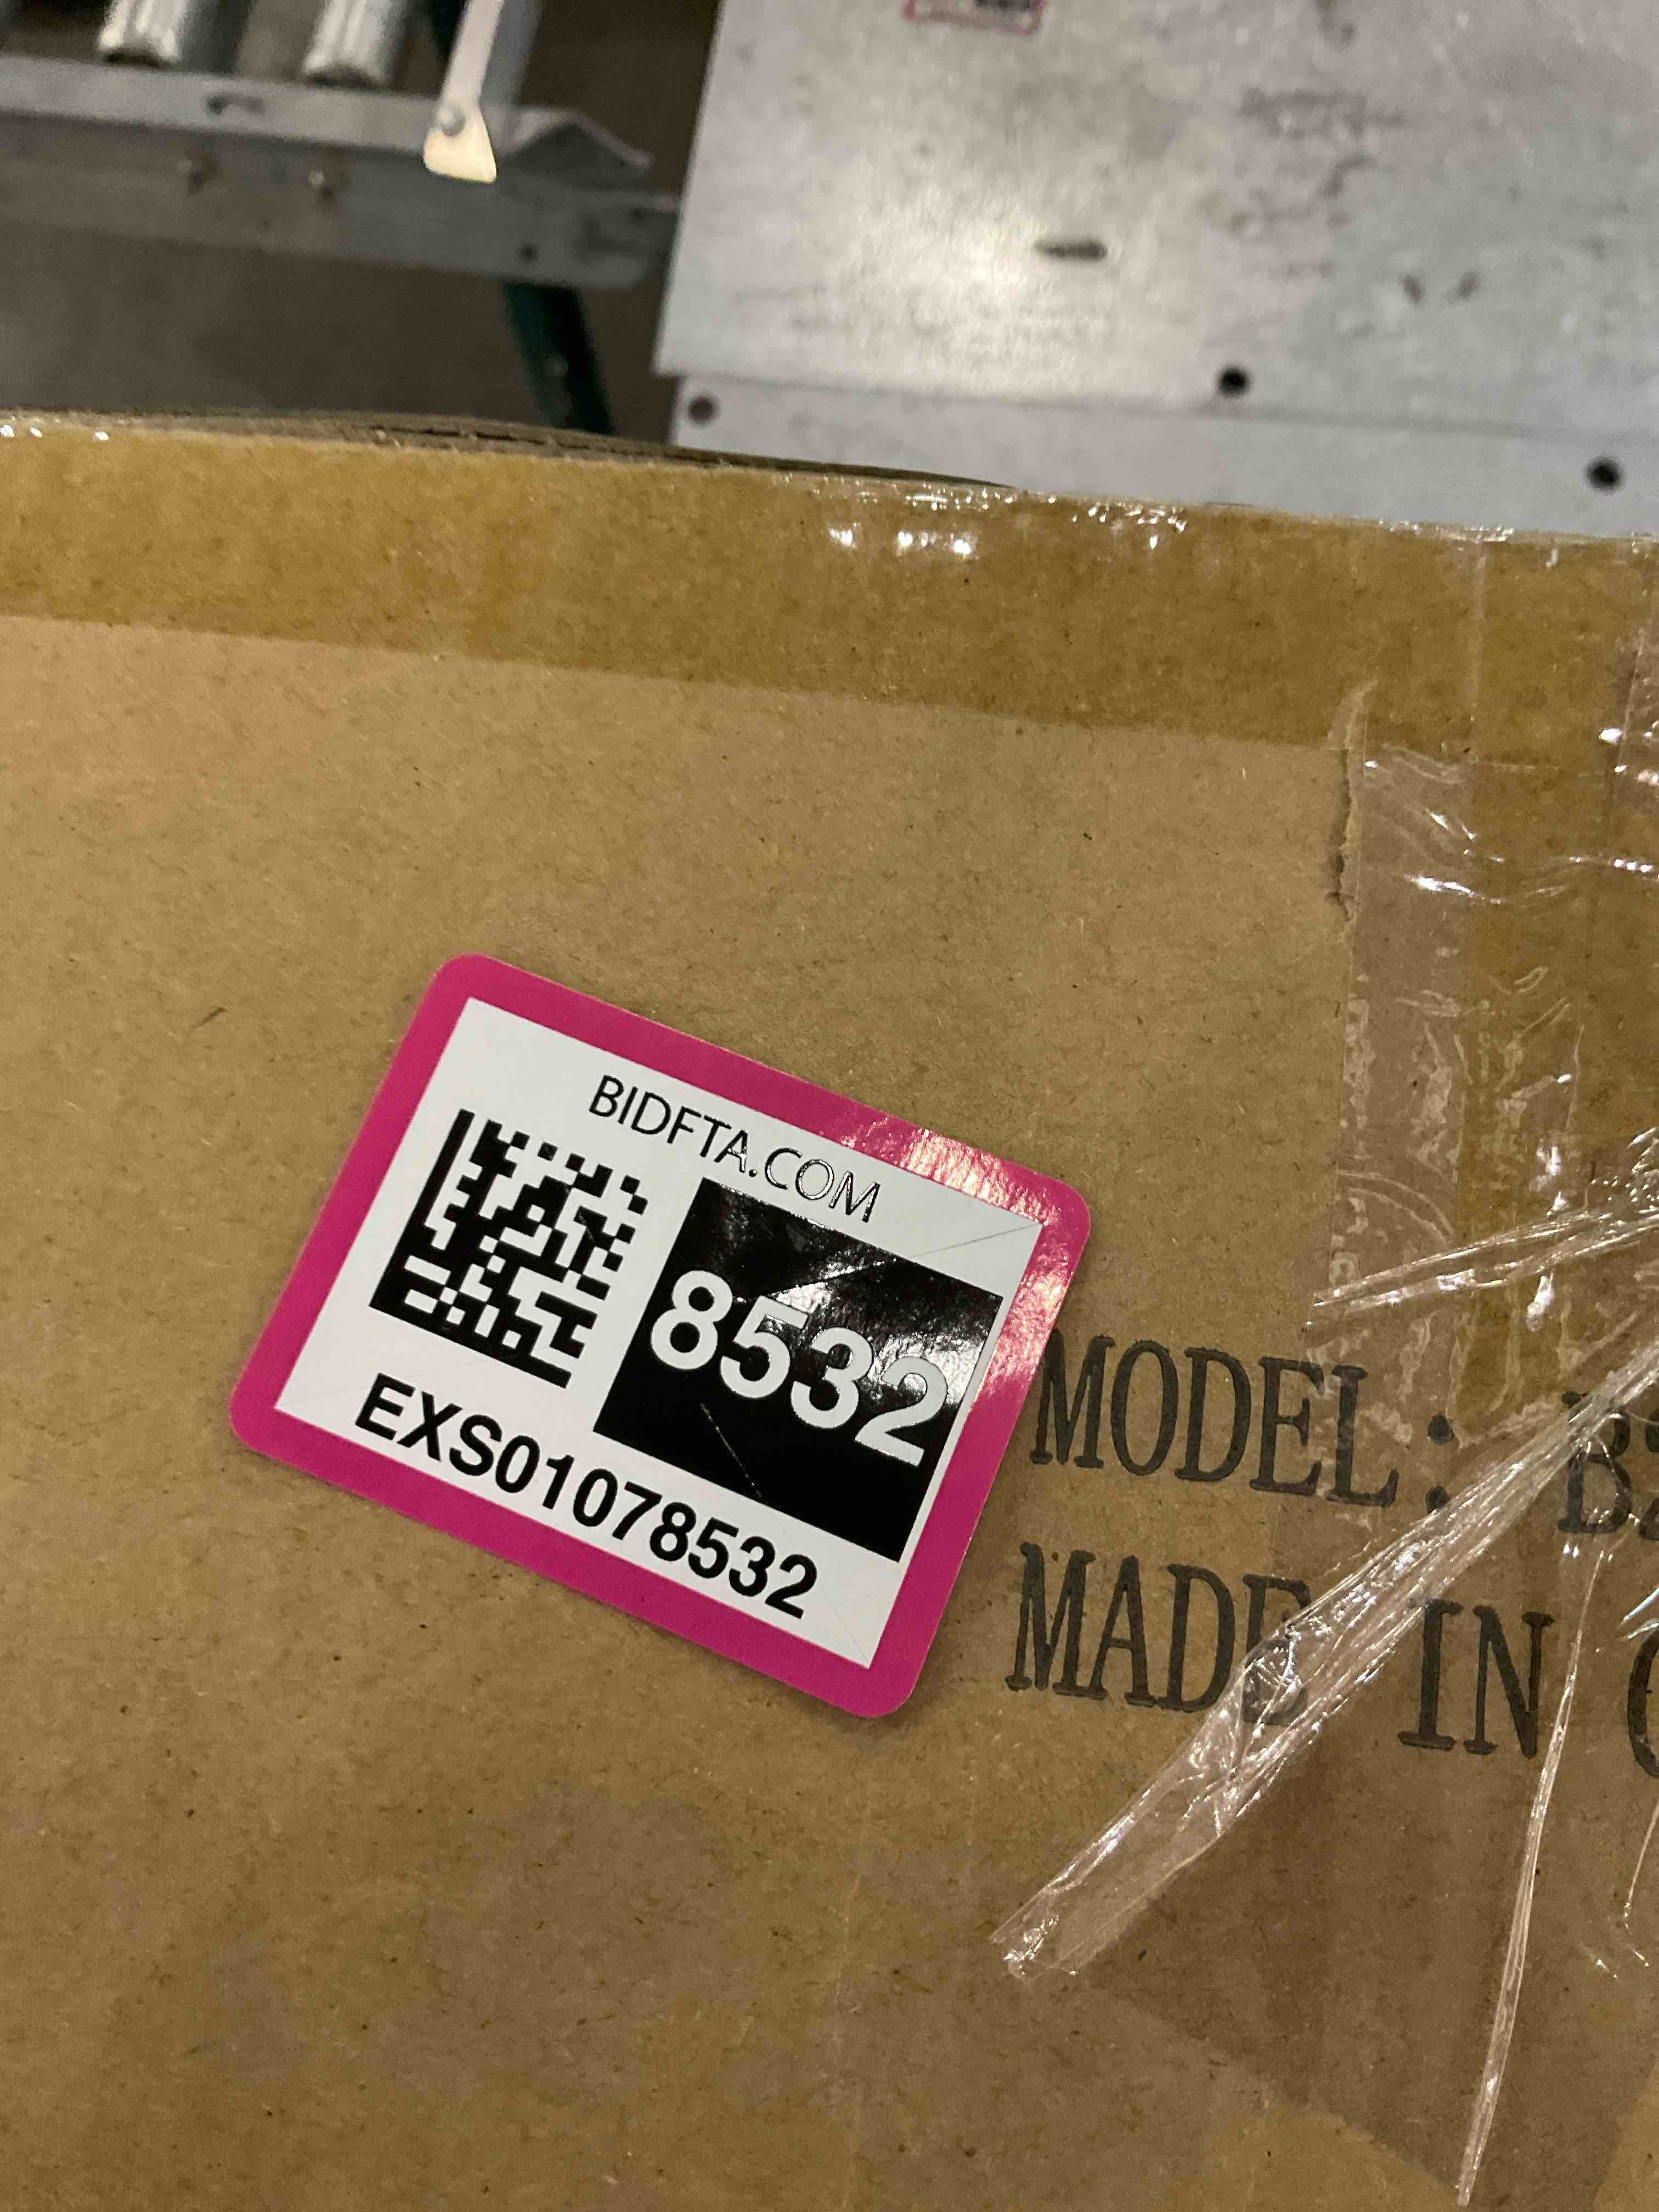 BIDFTA.COM
8532
EXS01078532
MODEL:
MADE IN